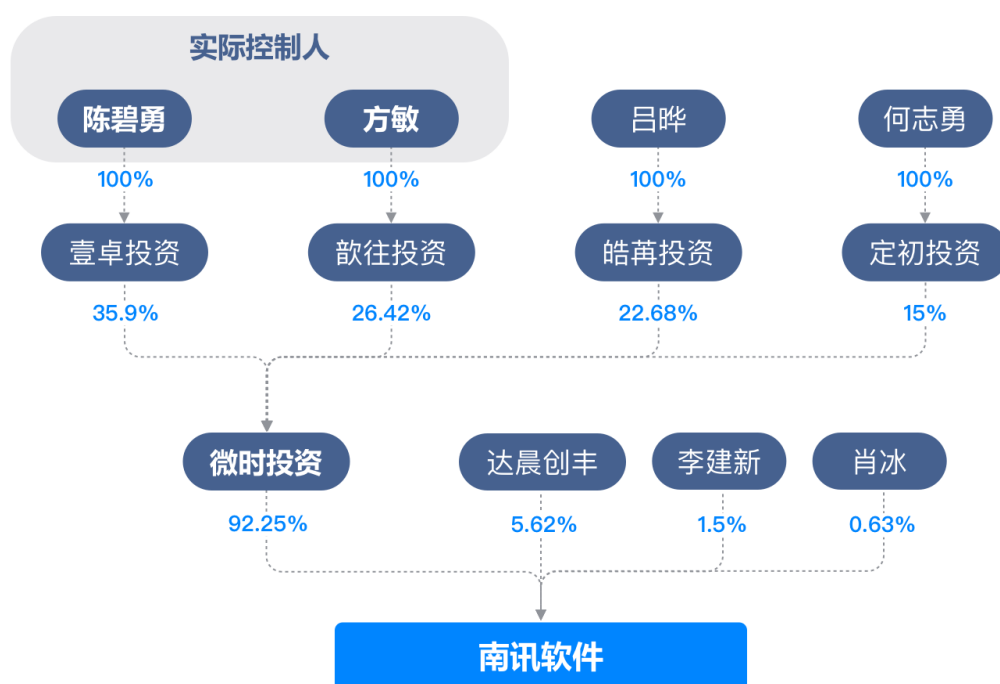 实际控制人
陈碧勇 方敏 吕晔 何志勇
100% 100% 100% 100%
壹卓投资 歆往投资 皓苒投资 定初投资
35.9% 26.42% 22.68% 15%
微时投资 达晨创丰 李建新 肖冰
92.25% 5.62% 1.5% 0.63%
南讯软件